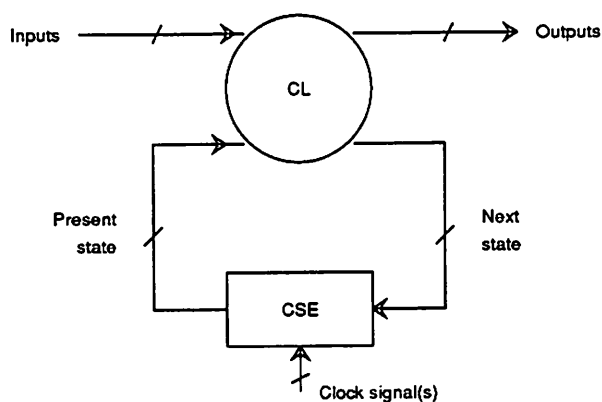 Inputs
Outputs
CL
Present
state
Next
state
CSE
Clock signal(s)